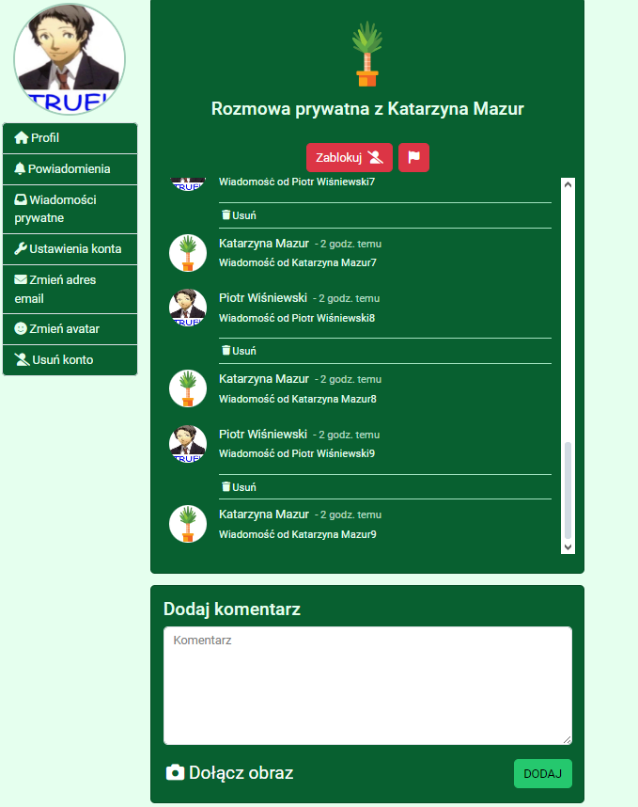 TRUE!
Profil
Powiadomienia
Wiadomości
prywatne
Ustawienia konta
Zmień adres
email
Zmień avatar
Usuń konto
Rozmowa prywatna z Katarzyna Mazur
Zablokuj
TRUE!
Wiadomość od Piotr Wiśniewski7
Usuń
Katarzyna Mazur - 2 godz. temu
Wiadomość od Katarzyna Mazur7
Piotr Wiśniewski - 2 godz. temu
Wiadomość od Piotr Wiśniewski8
TRUE!
Usuń
Katarzyna Mazur - 2 godz. temu
Wiadomość od Katarzyna Mazur8
Piotr Wiśniewski - 2 godz. temu
Wiadomość od Piotr Wiśniewski9
TRUE!
Usuń
Katarzyna Mazur - 2 godz. temu
Wiadomość od Katarzyna Mazur9
Dodaj komentarz
Komentarz
Dołącz obraz
DODAJ